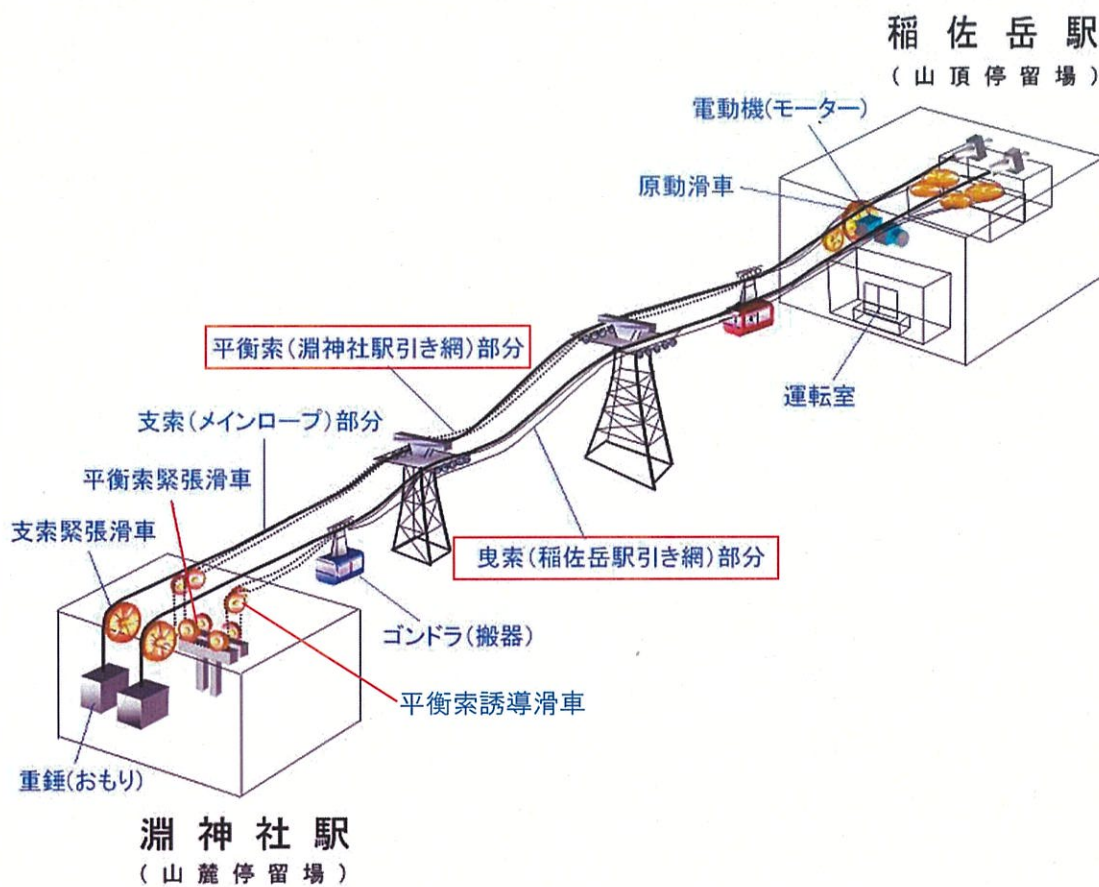 稲佐岳駅
(山頂停留場)
電動機(モーター)
原動滑車
運転室
平衡索(淵神社駅引き網)部分
支索(メインロープ)部分
平衡索緊張滑車
支索緊張滑車
曳索(稲佐岳駅引き網)部分
ゴンドラ(搬器)
平衡索誘導滑車
重錘(おもり)
淵神社駅
(山麓停留場)